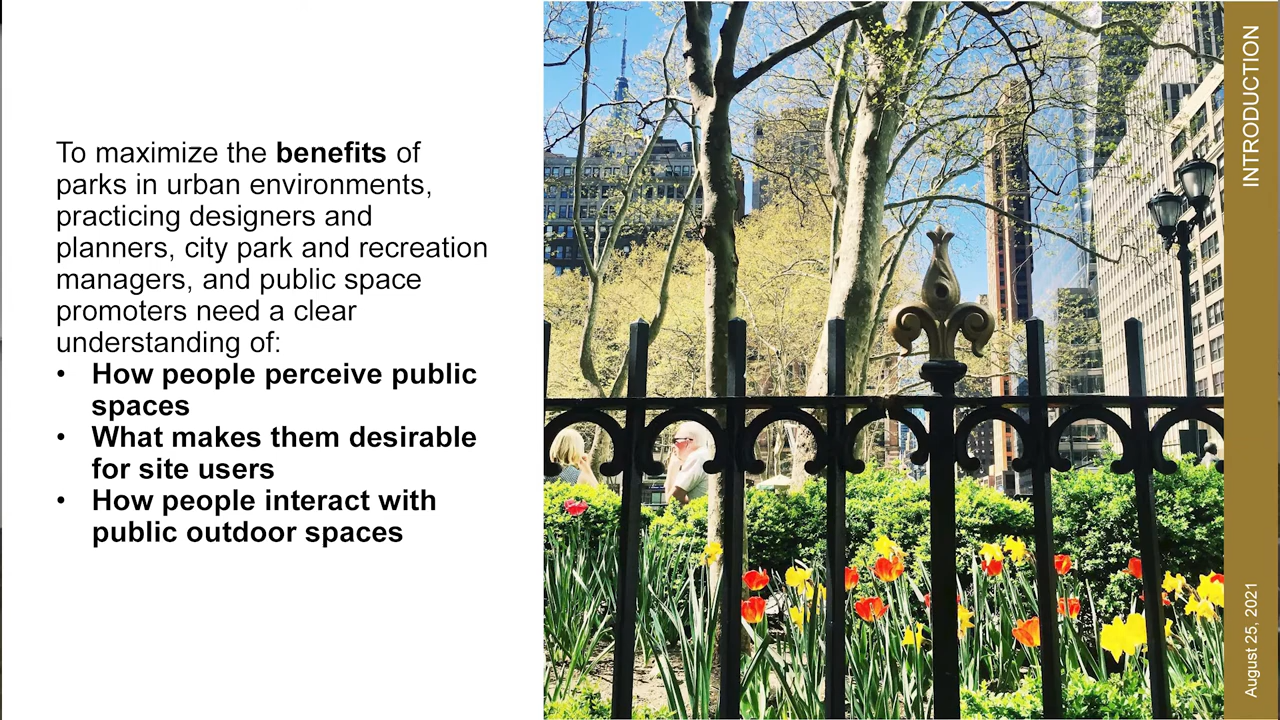 To maximize the benefits of
parks in urban environments,
practicing designers and
planners, city park and recreation
managers, and public space
promoters need a clear
understanding of:
• How people perceive public
spaces
• What makes them desirable
for site users
• How people interact with
public outdoor spaces
INTRODUCTION
August 25, 2021